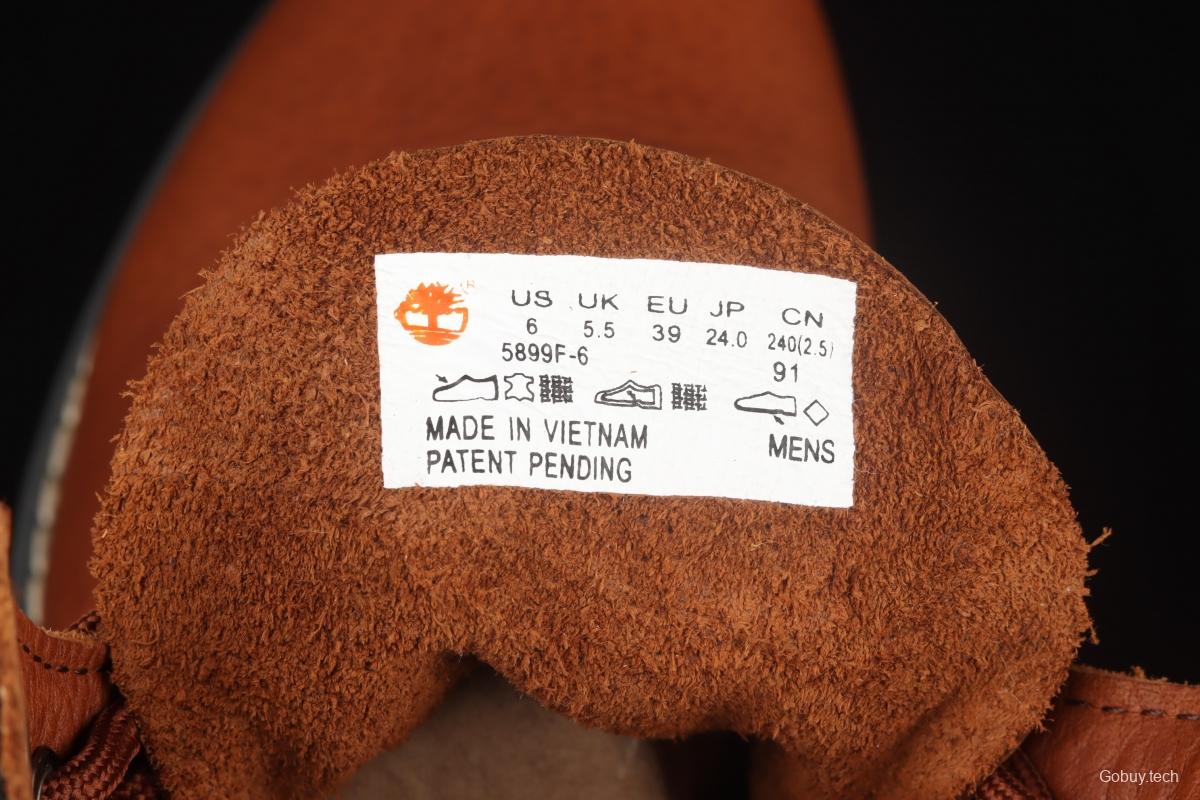 US UK EU JP CN
6 5.5 39 24.0 240(2.5)
5899F-6 91
MADE IN VIETNAM MENS
PATENT PENDING
Gobuy.tech